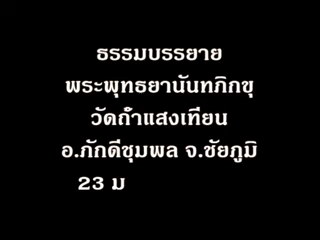 ธรรมบรรยาย
พระพุทธยานันทภิกขุ
วัดถ้ำแสงเทียน
อ.ภักดีชุมพล จ.ชัยภูมิ
23 ม